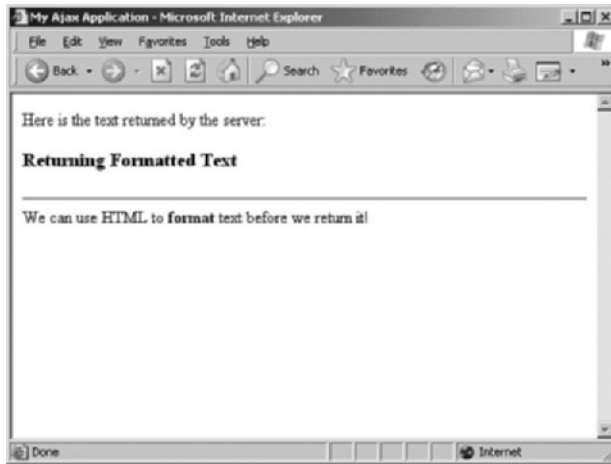 My Ajax Application - Microsoft Internet Explorer
File Edit View Favorites Tools Help
Back Search Favorites
Here is the text returned by the server:
Returning Formatted Text
We can use HTML to format text before we return it!
Done Internet